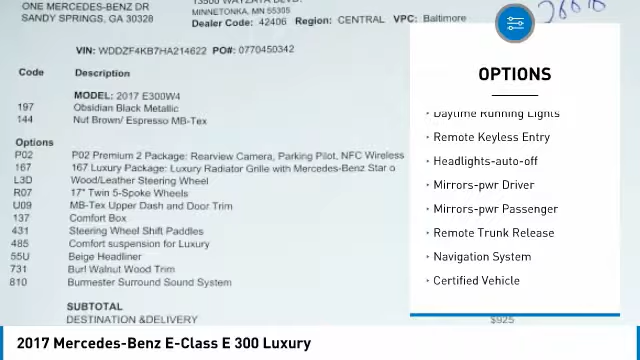 ONE MERCEDES-BENZ DR
SANDY SPRINGS, GA 30328
MINNETONKA, MN 55305
Dealer Code: 42406 Region: CENTRAL VPC: Baltimore
VIN: WDDZF4KB7HA214622 PO#: 0770450342
Code Description
MODEL: 2017 E300W4
197 Obsidian Black Metallic
144 Nut Brown/ Espresso MB-Tex
Options
P02 P02 Premium 2 Package: Rearview Camera, Parking Pilot, NFC Wireless
167 167 Luxury Package: Luxury Radiator Grille with Mercedes-Benz Star o
L3D Wood/Leather Steering Wheel
R07 17" Twin 5-Spoke Wheels
U09 MB-Tex Upper Dash and Door Trim
137 Comfort Box
431 Steering Wheel Shift Paddles
485 Comfort suspension for Luxury
55U Beige Headliner
731 Burl Walnut Wood Trim
810 Burmester Surround Sound System
SUBTOTAL
DESTINATION &DELIVERY $925
OPTIONS
Daytime Running Lights
Remote Keyless Entry
Headlights-auto-off
Mirrors-pwr Driver
Mirrors-pwr Passenger
Remote Trunk Release
Navigation System
Certified Vehicle
2017 Mercedes-Benz E-Class E 300 Luxury